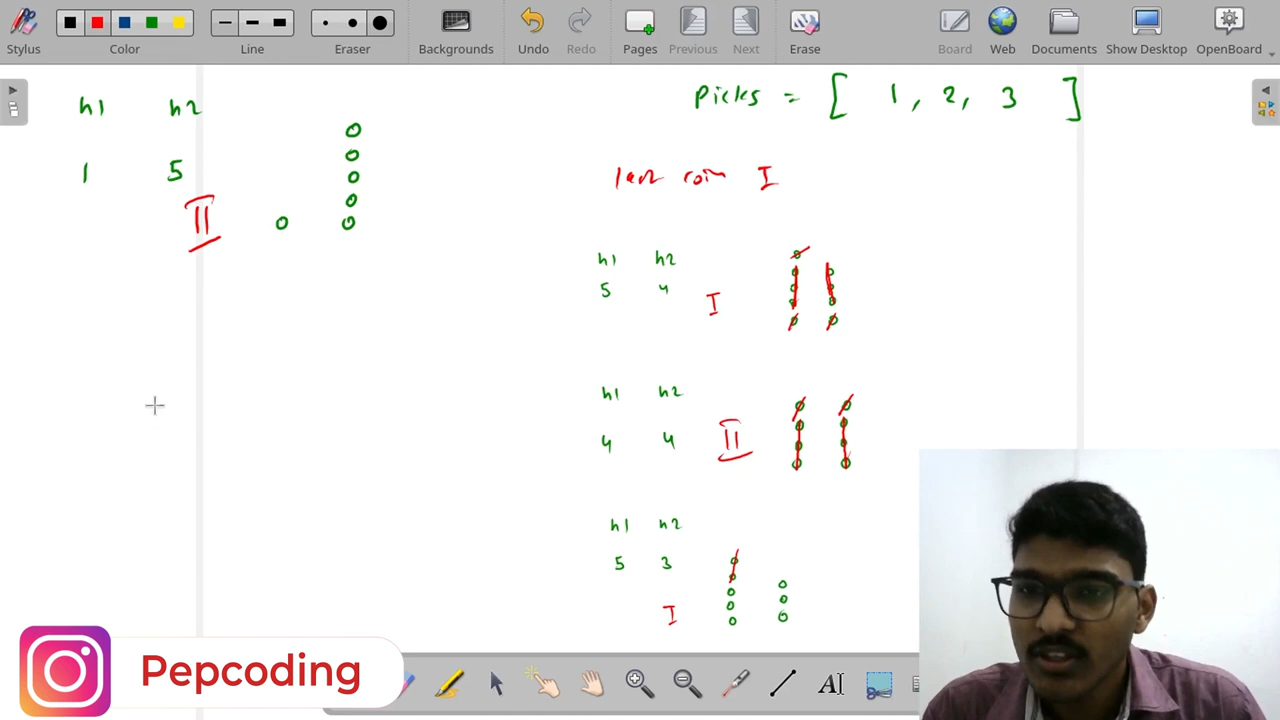 Stylus
Color
Line
Eraser
Backgrounds
Undo
Redo
Pages
Previous
Next
Erase
Board
Web
Documents
Show Desktop
OpenBoard
h1 h2
1 5
II
Picks = [ 1, 2, 3 ]
last coin I
h1 h2
5 4 I
h1 h2
4 4 II
h1 h2
5 3
I
Pepcoding
AI